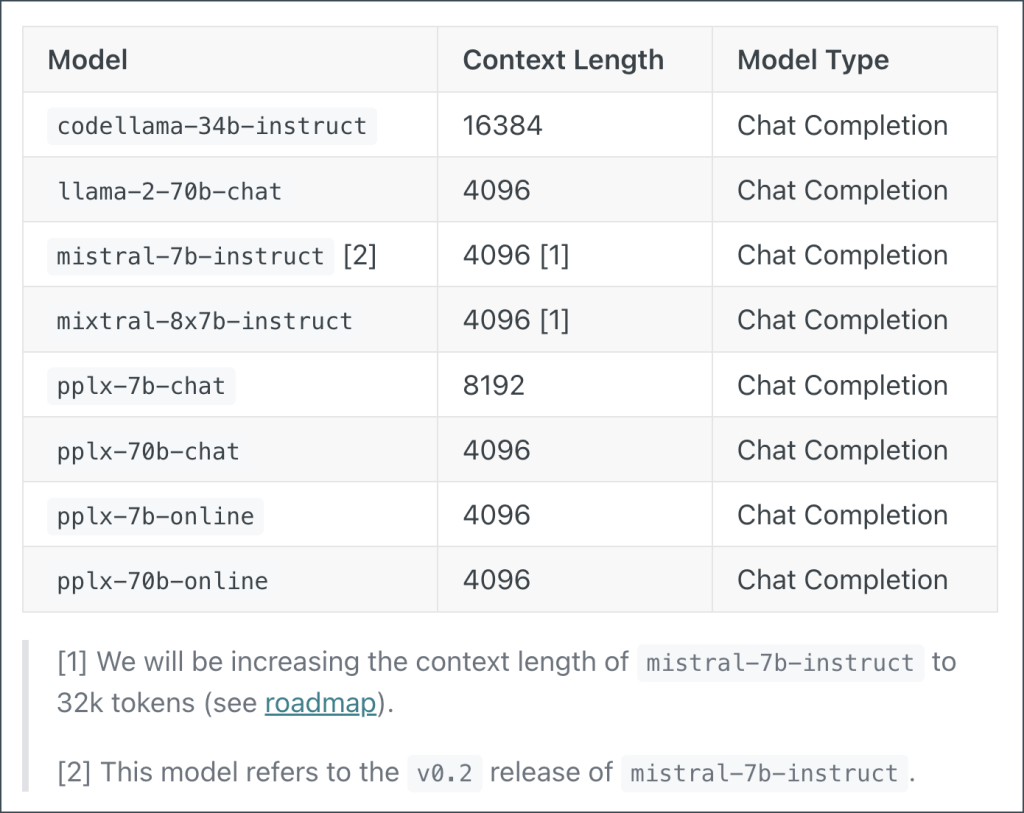 Model Context Length Model Type
codellama-34b-instruct 16384 Chat Completion
llama-2-70b-chat 4096 Chat Completion
mistral-7b-instruct [2] 4096 [1] Chat Completion
mixtral-8x7b-instruct 4096 [1] Chat Completion
pplx-7b-chat 8192 Chat Completion
pplx-70b-chat 4096 Chat Completion
pplx-7b-online 4096 Chat Completion
pplx-70b-online 4096 Chat Completion
[1] We will be increasing the context length of mistral-7b-instruct to
32k tokens (see roadmap).
[2] This model refers to the v0.2 release of mistral-7b-instruct.